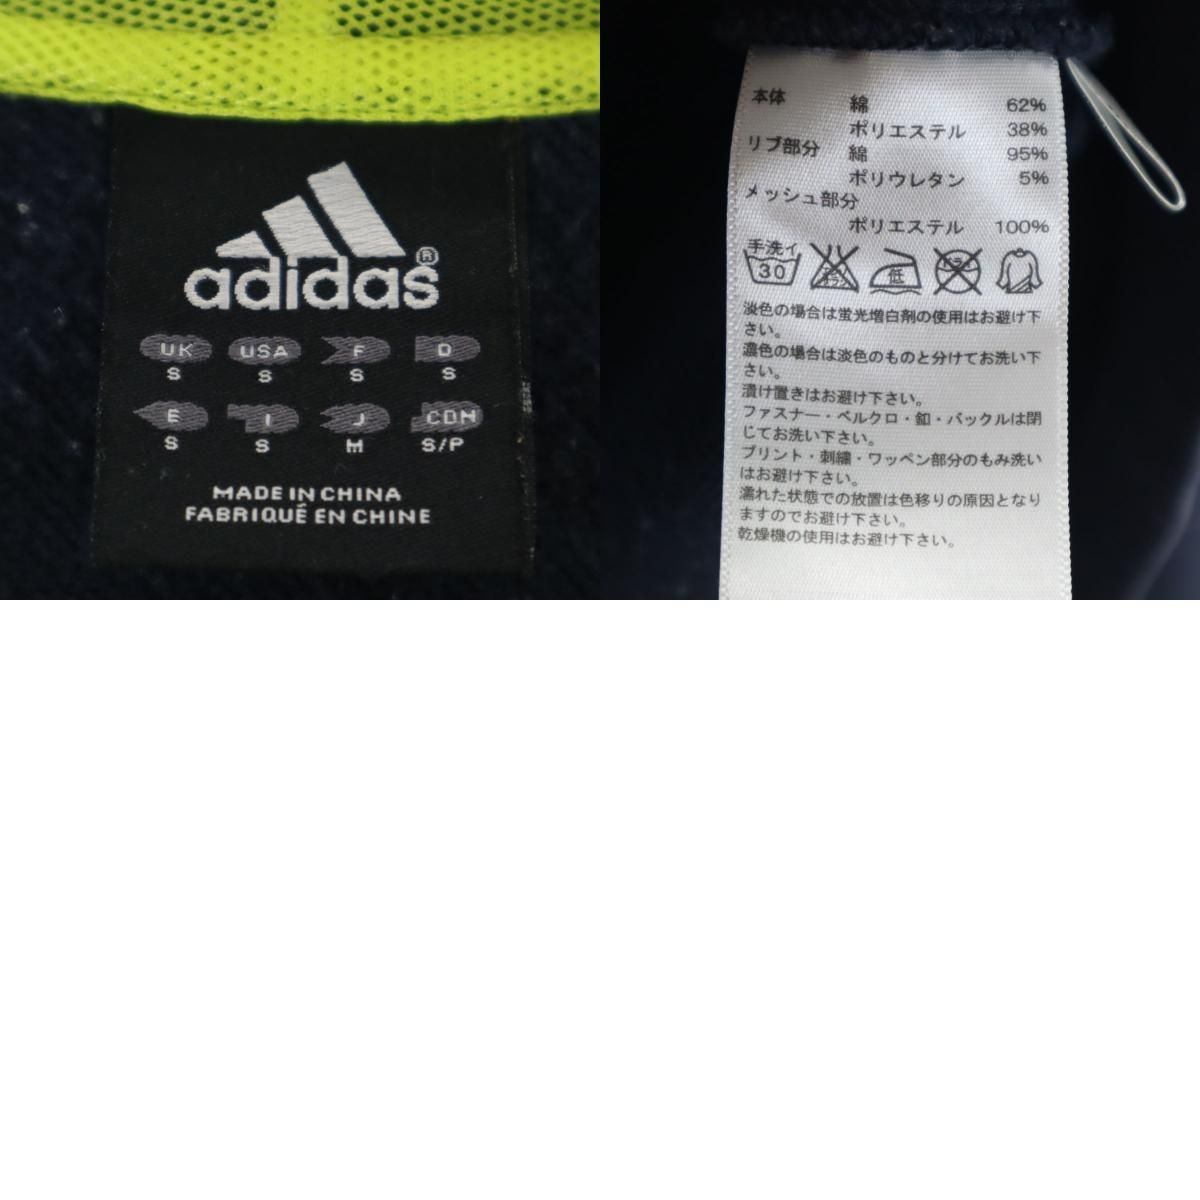 adidas®
UK USA F D
S S S S
E I J CDN
S S M S/P
MADE IN CHINA
FABRIQUÉ EN CHINE
本体 綿 62%
ポリエステル 38%
リブ部分 綿 95%
ポリウレタン 5%
メッシュ部分
ポリエステル 100%
手洗イ
30 低
淡色の場合は蛍光増白剤の使用はお避け下
さい。
濃色の場合は淡色のものと分けてお洗い下
さい。
漬け置きはお避け下さい。
ファスナー・ベルクロ・釦・バックルは閉
じてお洗い下さい。
プリント・刺繍・ワッペン部分のもみ洗い
はお避け下さい。
濡れた状態での放置は色移りの原因となり
ますのでお避け下さい。
乾燥機の使用はお避け下さい。